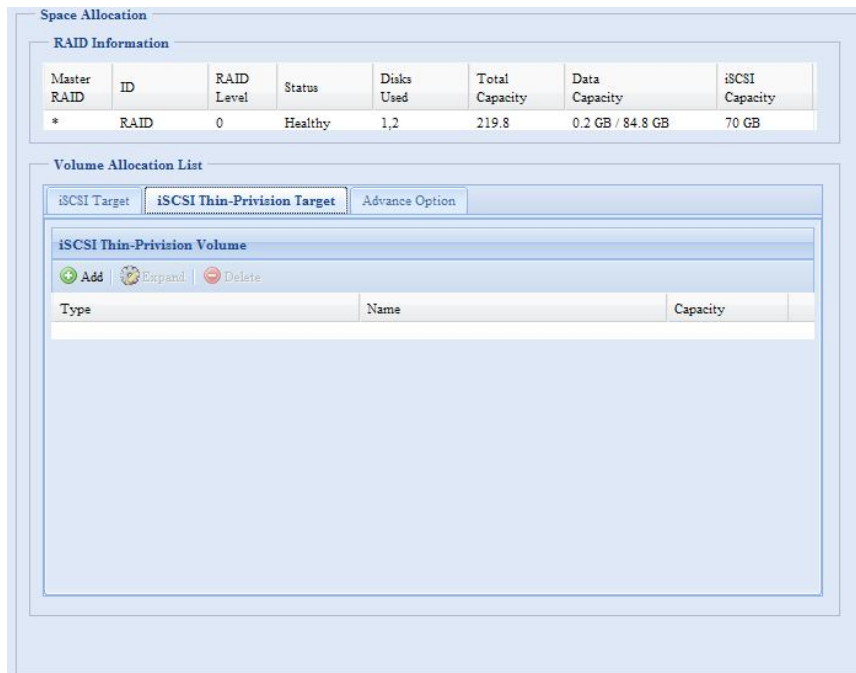 Space Allocation
RAID Information
Master RAID ID RAID Level Status Disks Used Total Capacity Data Capacity iSCSI Capacity
* RAID 0 Healthy 1,2 219.8 0.2 GB / 84.8 GB 70 GB
Volume Allocation List
iSCSI Target iSCSI Thin-Privision Target Advance Option
iSCSI Thin-Privision Volume
Add Expand Delete
Type Name Capacity